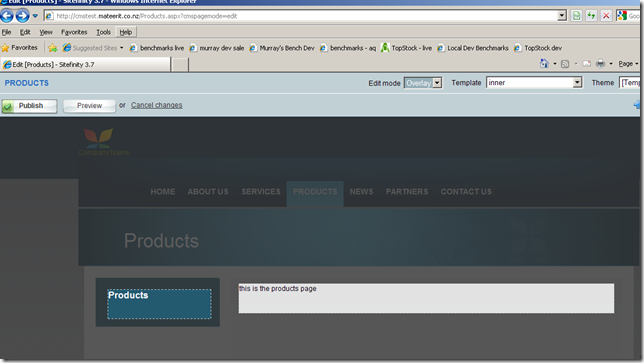 Edit [Products] - Sitefinity 3.7 - Windows Internet Explorer
http://cmstest.mateerit.co.nz/Products.aspx?cmspagemode=edit
File Edit View Favorites Tools Help
Favorites Suggested Sites benchmarks live murray dew sale Murray's Bench Dev benchmarks - aq TopStock - live Local Dev Benchmarks TopStock dev
Edit [Products] - Sitefinity 3.7
Page
PRODUCTS Edit mode Overlay Template inner Theme [Temp
Publish Preview or Cancel changes
Company Name
HOME ABOUT US SERVICES PRODUCTS NEWS PARTNERS CONTACT US
Products
Products this is the products page